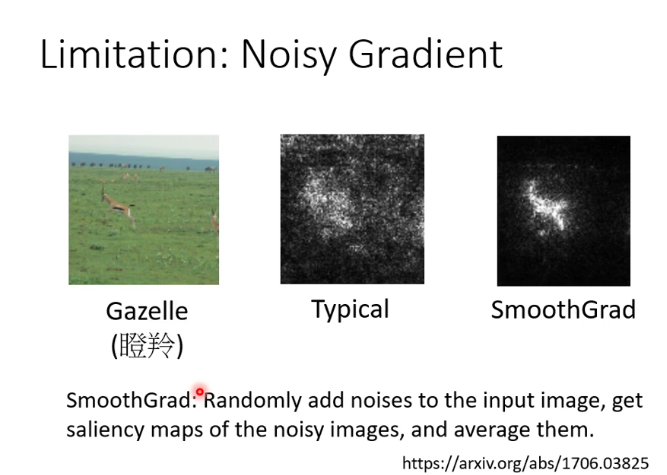 Limitation: Noisy Gradient
Gazelle
(瞪羚)
Typical
SmoothGrad
SmoothGrad: Randomly add noises to the input image, get
saliency maps of the noisy images, and average them.
https://arxiv.org/abs/1706.03825